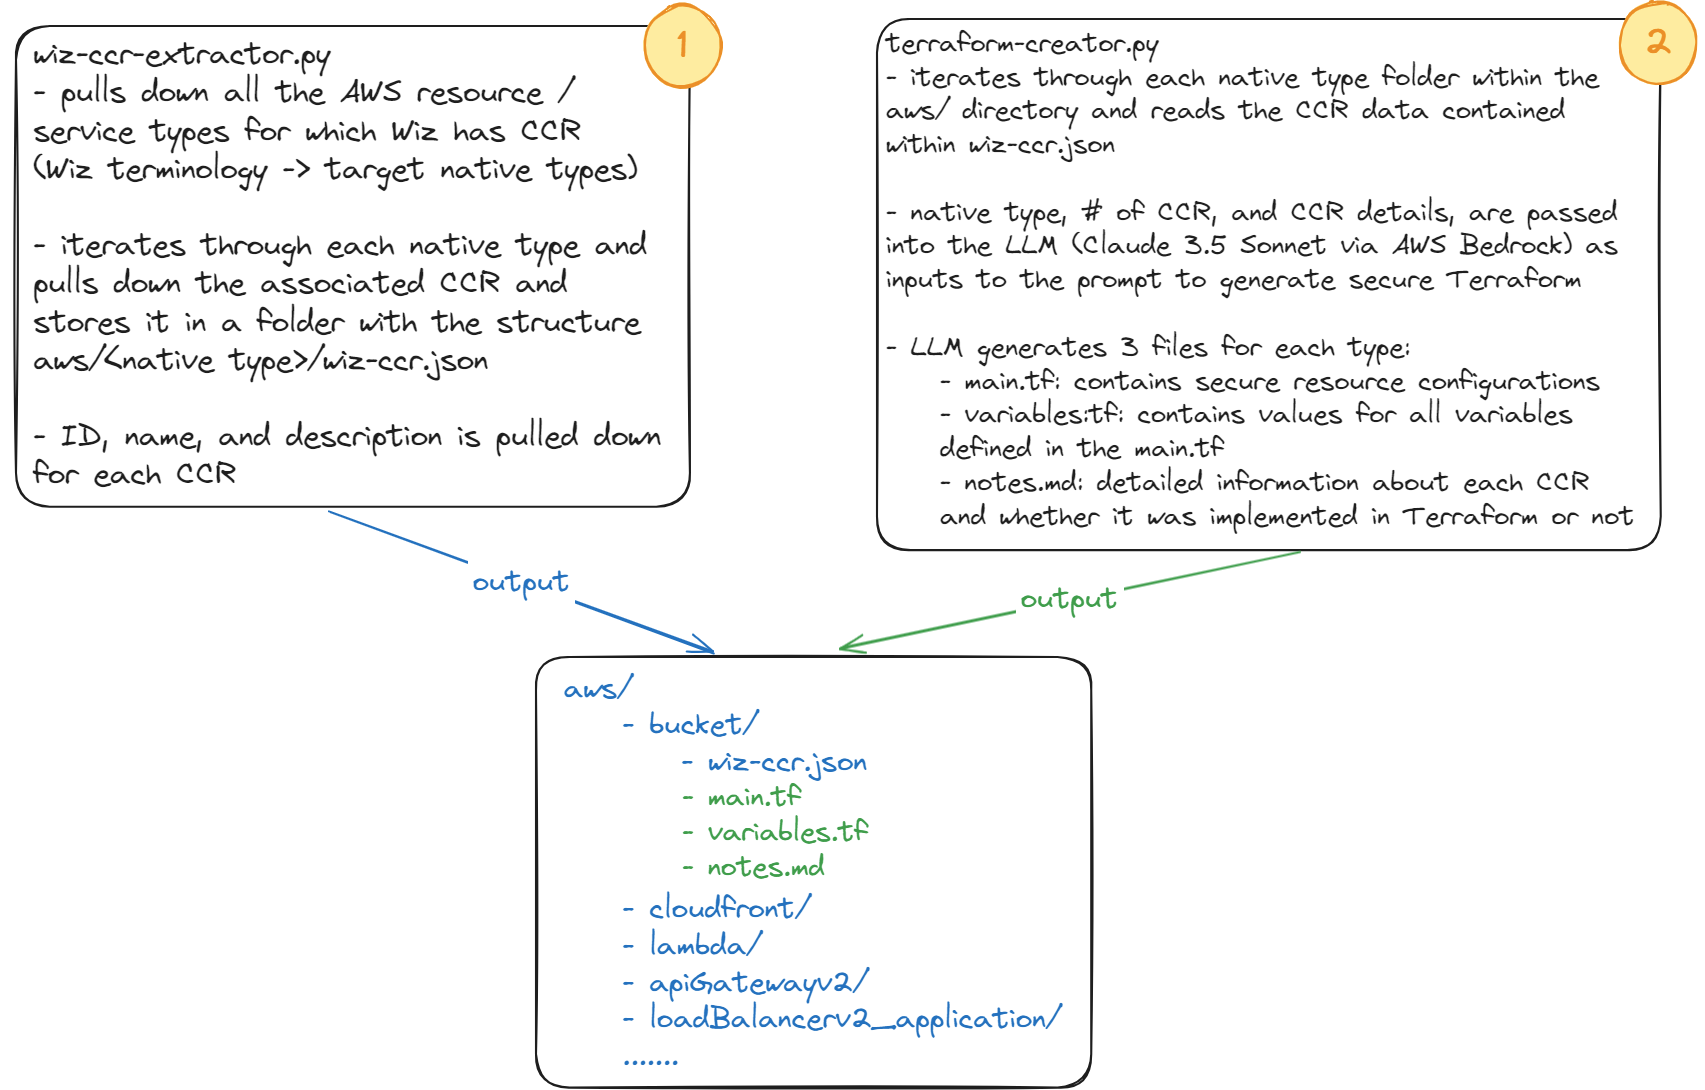 1
wiz-ccr-extractor.py
- pulls down all the AWS resource /
service types for which Wiz has CCR
(Wiz terminology -> target native types)
- iterates through each native type and
pulls down the associated CCR and
stores it in a folder with the structure
aws/<native type>/wiz-ccr.json
- ID, name, and description is pulled down
for each CCR
2
terraform-creator.py
- iterates through each native type folder within the
aws/ directory and reads the CCR data contained
within wiz-ccr.json
- native type, # of CCR, and CCR details, are passed
into the LLM (Claude 3.5 Sonnet via AWS Bedrock) as
inputs to the prompt to generate secure Terraform
- LLM generates 3 files for each type:
- main.tf: contains secure resource configurations
- variables:tf: contains values for all variables
defined in the main.tf
- notes.md: detailed information about each CCR
and whether it was implemented in Terraform or not
output
output
aws/
- bucket/
- wiz-ccr.json
- main.tf
- variables.tf
- notes.md
- cloudfront/
- lambda/
- apiGatewayv2/
- loadBalancerv2_application/
.......